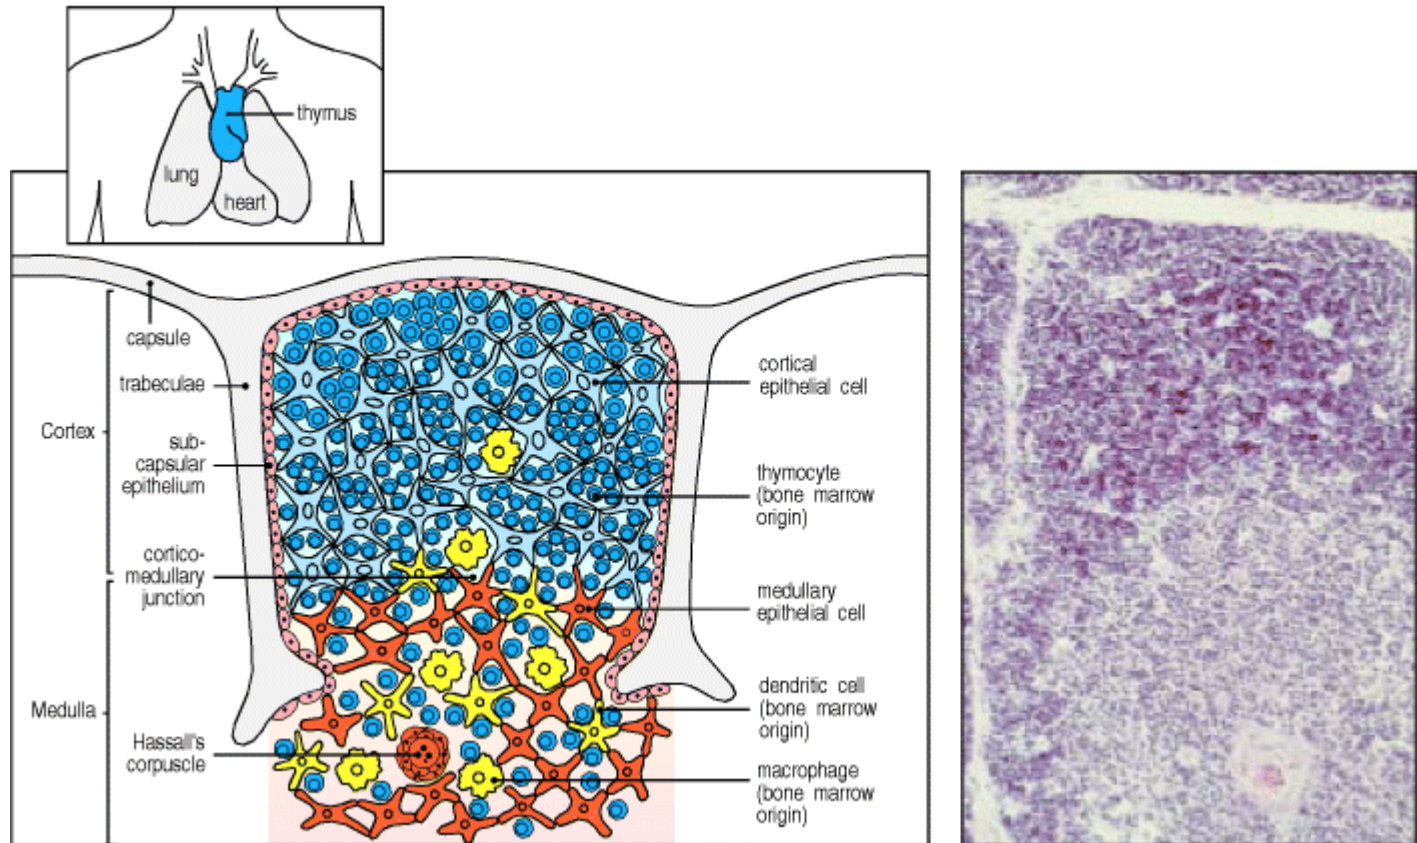 thymus
lung
heart
capsule
trabeculae
Cortex
sub-
capsular
epithelium
cortico-
medullary
junction
Medulla
Hassall's
corpuscle
cortical
epithelial cell
thymocyte
(bone marrow
origin)
medullary
epithelial cell
dendritic cell
(bone marrow
origin)
macrophage
(bone marrow
origin)